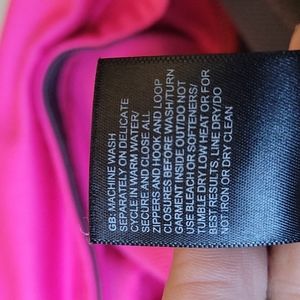 GB: MACHINE WASH
SEPARATELY ON DELICATE
CYCLE IN WARM WATER/
SECURE AND CLOSE ALL
ZIPPERS AND HOOK AND LOOP
CLOSURES BEFORE WASH/TURN
GARMENT INSIDE OUT/DO NOT
USE BLEACH OR SOFTENERS/
TUMBLE DRY LOW HEAT OR FOR
BEST RESULTS, LINE DRY/DO
NOT IRON OR DRY CLEAN